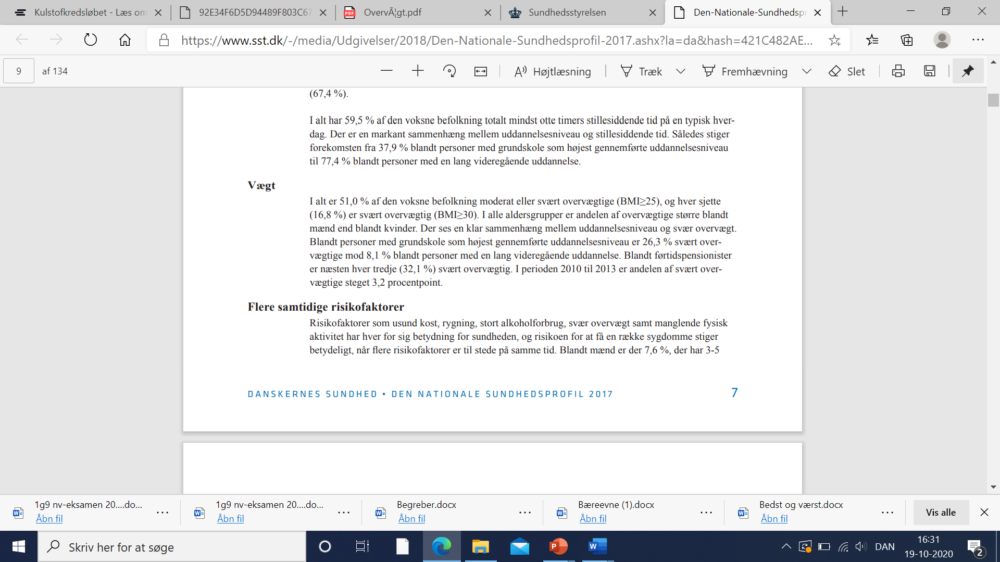 Kulstofkredsløbet - Læs om
92E34F6D5D94489F803C67
OvervÃ¦gt.pdf
Sundhedsstyrelsen
Den-Nationale-Sundhedspr
https://www.sst.dk/-/media/Udgivelser/2018/Den-Nationale-Sundhedsprofil-2017.ashx?la=da&hash=421C482AE...
9 af 134
Højtlæsning
Træk
Fremhævning
Slet
(67,4 %).
I alt har 59,5 % af den voksne befolkning totalt mindst otte timers stillesiddende tid på en typisk hver-
dag. Der er en markant sammenhæng mellem uddannelsesniveau og stillesiddende tid. Således stiger
forekomsten fra 37,9 % blandt personer med grundskole som højest gennemførte uddannelsesniveau
til 77,4 % blandt personer med en lang videregående uddannelse.
Vægt
I alt er 51,0 % af den voksne befolkning moderat eller svært overvægtige (BMI≥25), og hver sjette
(16,8 %) er svært overvægtig (BMI≥30). I alle aldersgrupper er andelen af overvægtige større blandt
mænd end blandt kvinder. Der ses en klar sammenhæng mellem uddannelsesniveau og svær overvægt.
Blandt personer med grundskole som højest gennemførte uddannelsesniveau er 26,3 % svært over-
vægtige mod 8,1 % blandt personer med en lang videregående uddannelse. Blandt førtidspensionister
er næsten hver tredje (32,1 %) svært overvægtig. I perioden 2010 til 2013 er andelen af svært over-
vægtige steget 3,2 procentpoint.
Flere samtidige risikofaktorer
Risikofaktorer som usund kost, rygning, stort alkoholforbrug, svær overvægt samt manglende fysisk
aktivitet har hver for sig betydning for sundheden, og risikoen for at få en række sygdomme stiger
betydeligt, når flere risikofaktorer er til stede på samme tid. Blandt mænd er der 7,6 %, der har 3-5
DANSKERNES SUNDHED • DEN NATIONALE SUNDHEDSPROFIL 2017
7
1g9 nv-eksamen 20....do...
Åbn fil
1g9 nv-eksamen 20....do...
Åbn fil
Begreber.docx
Åbn fil
Bæreevne (1).docx
Åbn fil
Bedst og værst.docx
Åbn fil
Vis alle
Skriv her for at søge
DAN
16:31
19-10-2020
2